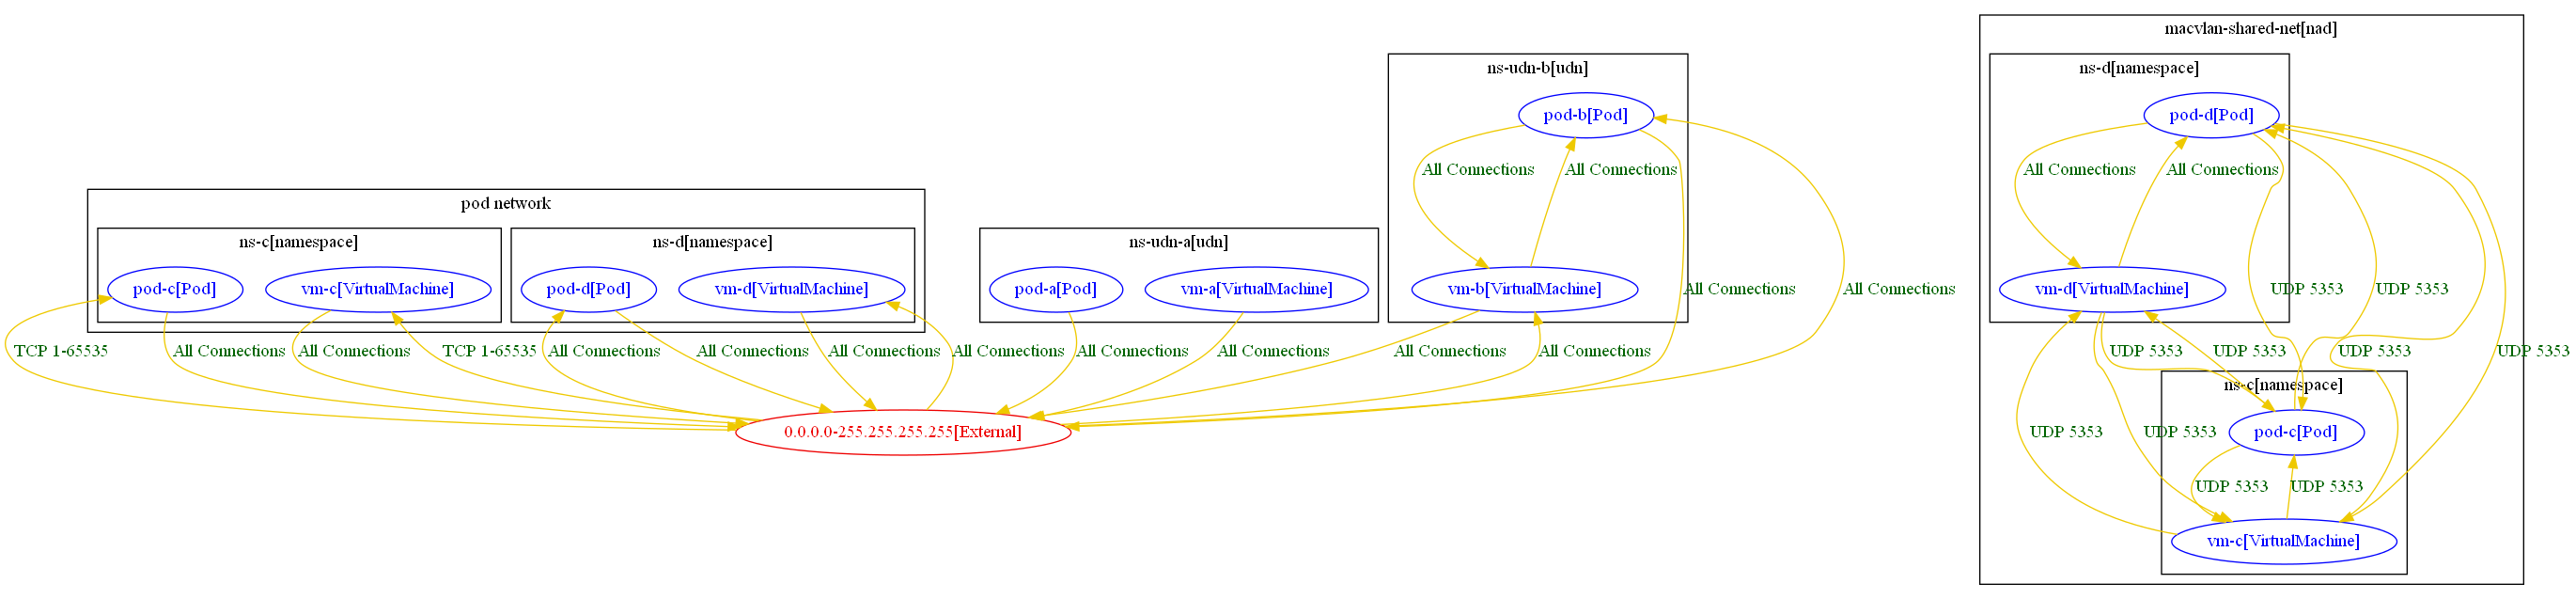 macvlan-shared-net[nad]
ns-udn-b[udn]
ns-d[namespace]
pod-b[Pod]
pod-d[Pod]
All Connections
All Connections
All Connections
All Connections
pod network
ns-c[namespace]
ns-d[namespace]
ns-udn-a[udn]
pod-c[Pod]
vm-c[VirtualMachine]
pod-d[Pod]
vm-d[VirtualMachine]
pod-a[Pod]
vm-a[VirtualMachine]
vm-b[VirtualMachine]
All Connections
All Connections
vm-d[VirtualMachine]
UDP 5353
UDP 5353
TCP 1-65535
All Connections
All Connections
TCP 1-65535
All Connections
All Connections
All Connections
All Connections
All Connections
All Connections
All Connections
All Connections
UDP 5353
UDP 5353
UDP 5353
UDP 5353
ns-c[namespace]
0.0.0.0-255.255.255.255[External]
UDP 5353
UDP 5353
pod-c[Pod]
UDP 5353
UDP 5353
vm-c[VirtualMachine]